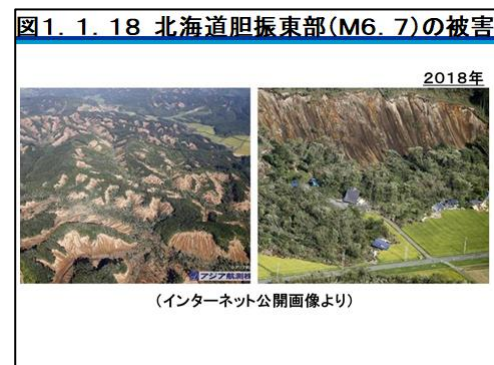 図1．1．18 北海道胆振東部（M6．7）の被害
2018年
アジア航測株
（インターネット公開画像より）